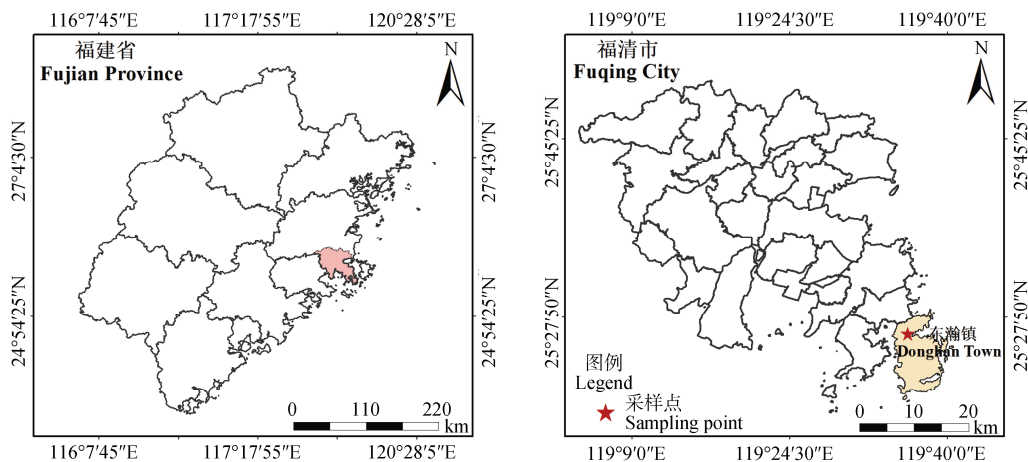 116°7′45″E 117°17′55″E 120°28′5″E
福建省
Fujian Province
N
27°4′30″N
27°4′30″N
24°54′25″N
24°54′25″N
0 110 220
km
116°7′45″E 117°17′55″E 120°28′5″E
119°9′0″E 119°24′30″E 119°40′0″E
福清市
Fuqing City
N
25°45′25″N
25°45′25″N
25°27′50″N
25°27′50″N
东瀚镇
Donghan Town
图例
Legend
采样点
Sampling point
0 10 20
km
119°9′0″E 119°24′30″E 119°40′0″E